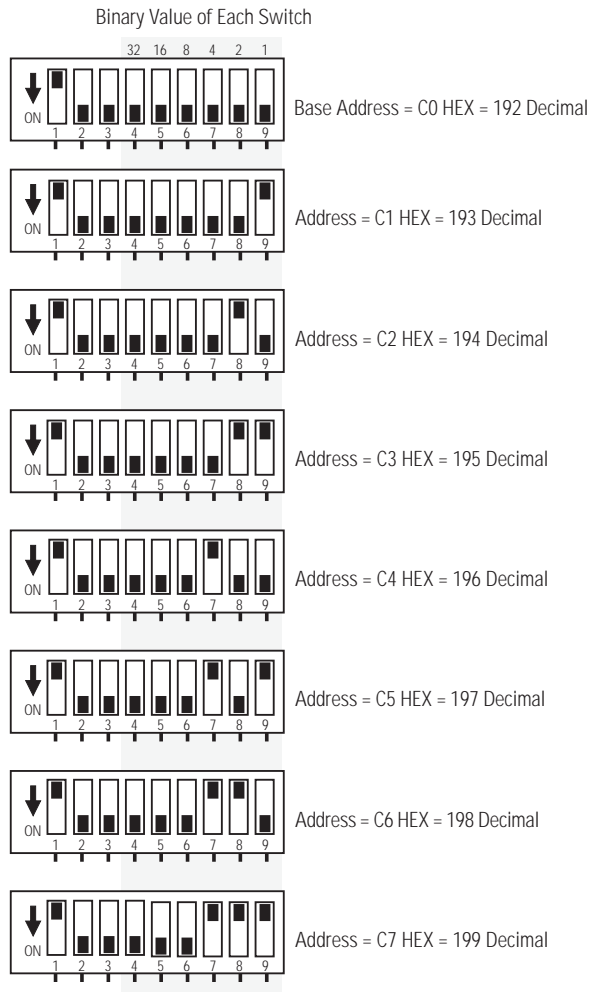 Binary Value of Each Switch
32 16 8 4 2 1
ON
1 2 3 4 5 6 7 8 9
Base Address = C0 HEX = 192 Decimal
ON
1 2 3 4 5 6 7 8 9
Address = C1 HEX = 193 Decimal
ON
1 2 3 4 5 6 7 8 9
Address = C2 HEX = 194 Decimal
ON
1 2 3 4 5 6 7 8 9
Address = C3 HEX = 195 Decimal
ON
1 2 3 4 5 6 7 8 9
Address = C4 HEX = 196 Decimal
ON
1 2 3 4 5 6 7 8 9
Address = C5 HEX = 197 Decimal
ON
1 2 3 4 5 6 7 8 9
Address = C6 HEX = 198 Decimal
ON
1 2 3 4 5 6 7 8 9
Address = C7 HEX = 199 Decimal